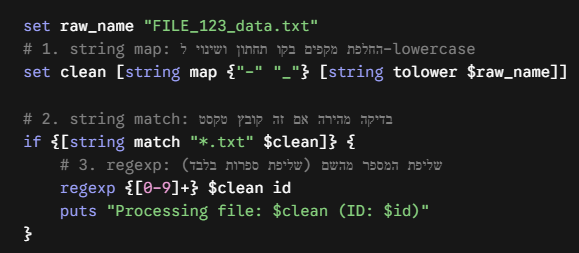 set raw_name "FILE_123_data.txt"
# 1. string map: החלפת מקפים בקו תחתון ושינוי ל-lowercase
set clean [string map {"-" "_"} [string tolower $raw_name]]
# 2. string match: בדיקה מהירה אם זה קובץ טקסט
if {[string match "*.txt" $clean]} {
# 3. regexp: שליפת המספר מהשם (שליפת ספרות בלבד)
regexp {[0-9]+} $clean id
puts "Processing file: $clean (ID: $id)"
}